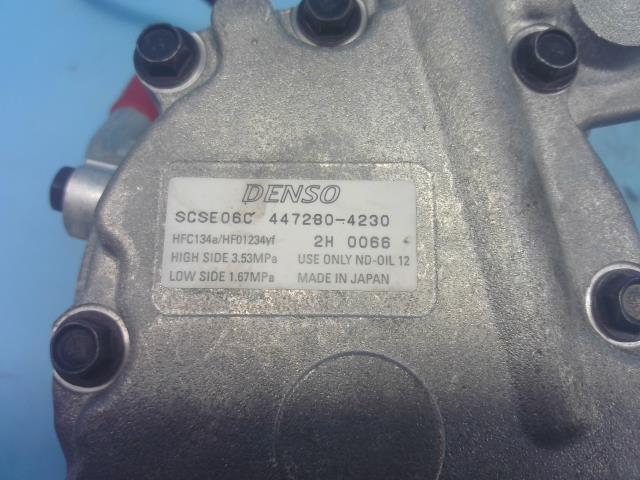 DENSO
SCSE06C 447280-4230
HFC134a/HFO1234yf 2H 0066
HIGH SIDE 3.53MPa USE ONLY ND-OIL 12
LOW SIDE 1.67MPa MADE IN JAPAN